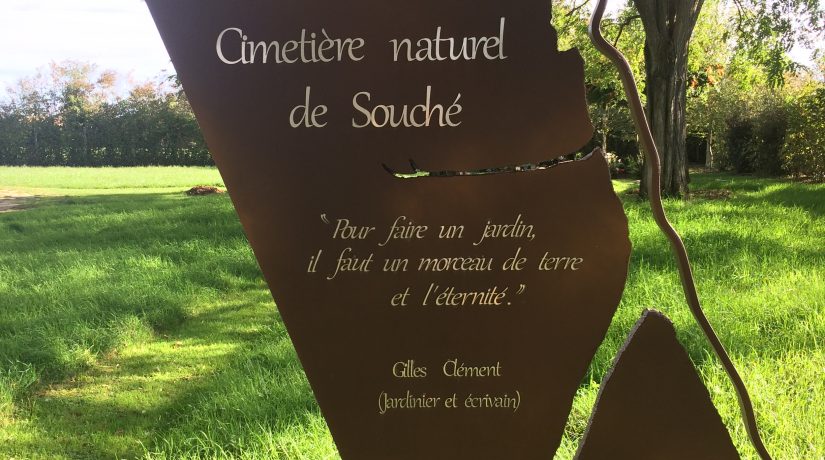 Cimetière naturel
de Souché
"Pour faire un jardin,
il faut un morceau de terre
et l'éternité."
Gilles Clément
(Jardinier et écrivain)